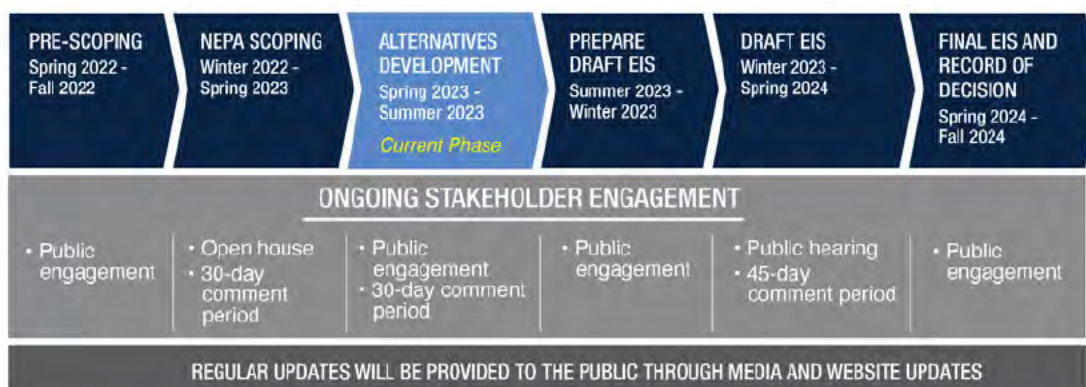 PRE-SCOPING
Spring 2022 -
Fall 2022
NEPA SCOPING
Winter 2022 -
Spring 2023
ALTERNATIVES
DEVELOPMENT
Spring 2023 -
Summer 2023
Current Phase
PREPARE
DRAFT EIS
Summer 2023 -
Winter 2023
DRAFT EIS
Winter 2023 -
Spring 2024
FINAL EIS AND
RECORD OF
DECISION
Spring 2024 -
Fall 2024
ONGOING STAKEHOLDER ENGAGEMENT
• Public
engagement
• Open house
• 30-day
comment
period
• Public
engagement
• 30-day comment
period
• Public
engagement
• Public hearing
• 45-day
comment period
• Public
engagement
REGULAR UPDATES WILL BE PROVIDED TO THE PUBLIC THROUGH MEDIA AND WEBSITE UPDATES